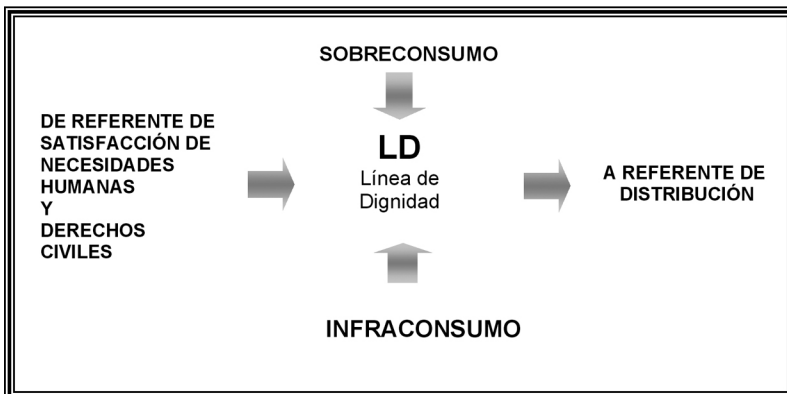 SOBRECONSUMO
DE REFERENTE DE
SATISFACCIÓN DE
NECESIDADES
HUMANAS
Y
DERECHOS
CIVILES
LD
Línea de
Dignidad
A REFERENTE DE
DISTRIBUCIÓN
INFRACONSUMO